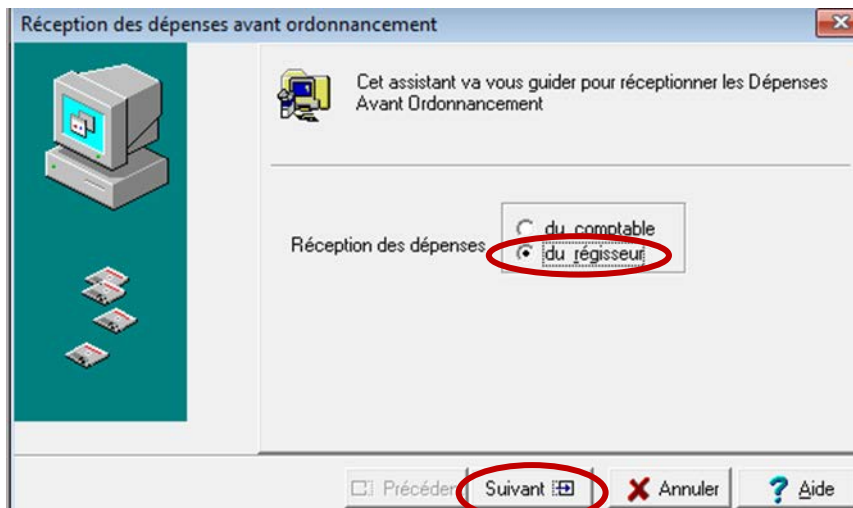 Réception des dépenses avant ordonnancement
Cet assistant va vous guider pour réceptionner les Dépenses
Avant Ordonnancement
Réception des dépenses
du comptable
du régisseur
Précéden
Suivant
Annuler
Aide